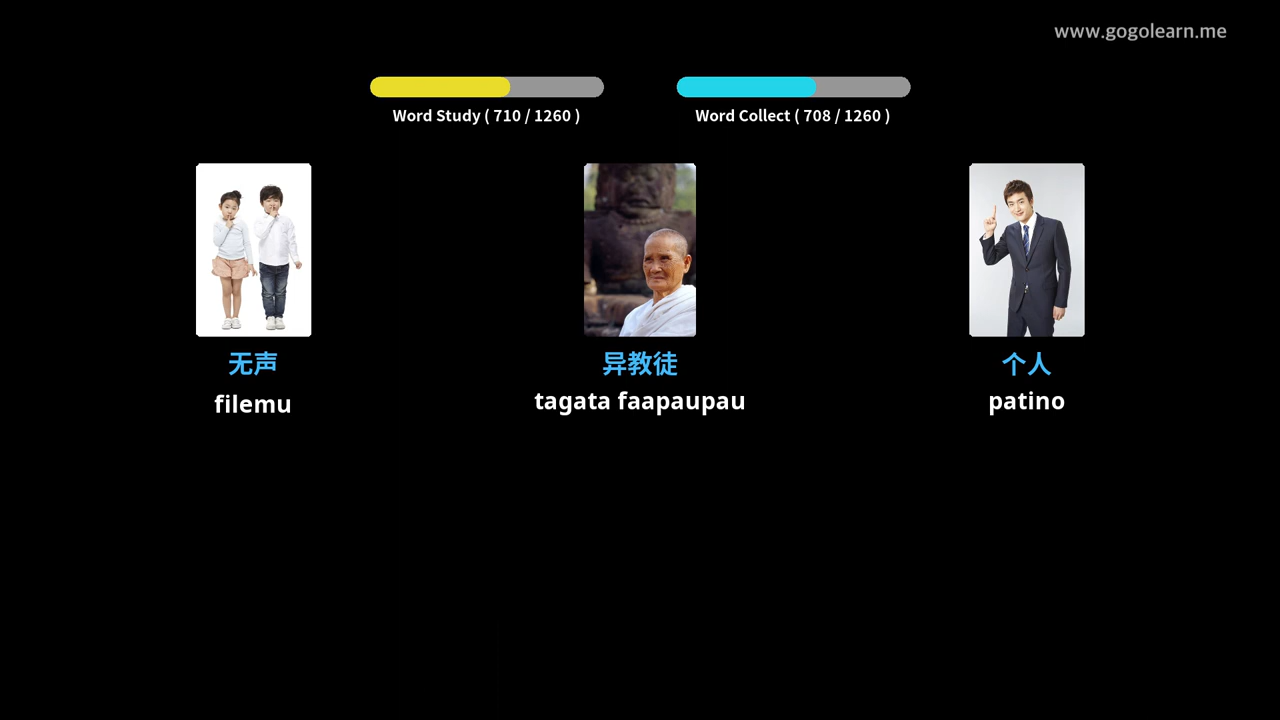 www.gogolearn.me
Word Study ( 710 / 1260 )
Word Collect ( 708 / 1260 )
无声
异教徒
个人
filemu
tagata faapaupau
patino